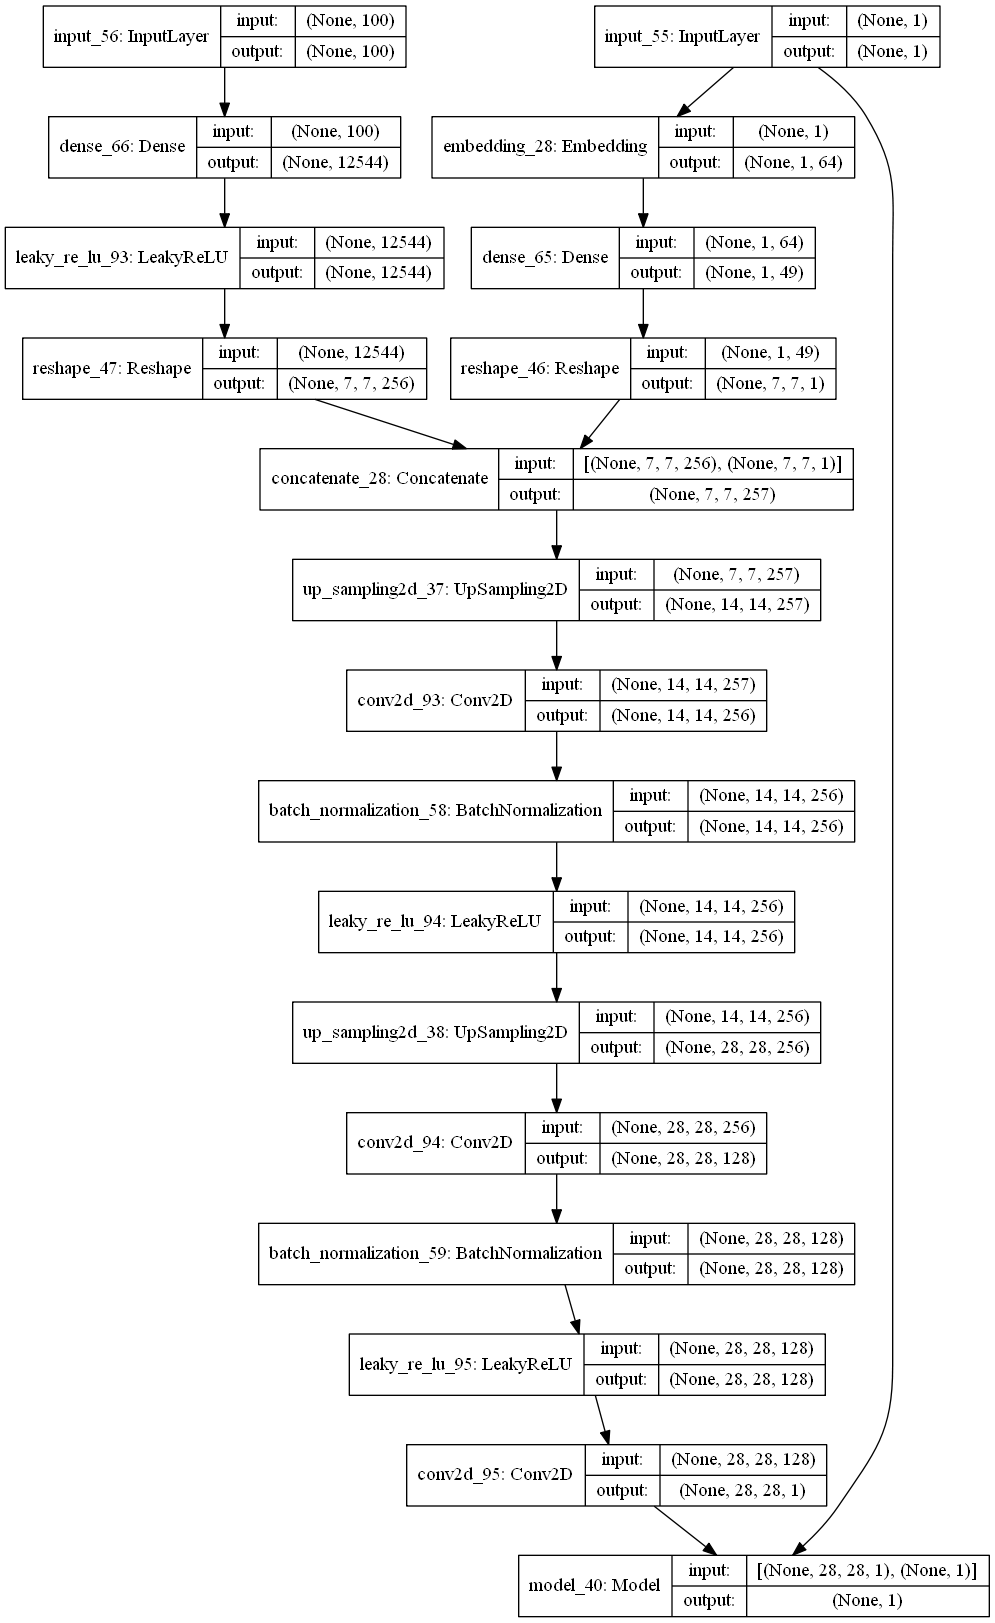 input_56: InputLayer
input: (None, 100)
output: (None, 100)
input_55: InputLayer
input: (None, 1)
output: (None, 1)
dense_66: Dense
input: (None, 100)
output: (None, 12544)
embedding_28: Embedding
input: (None, 1)
output: (None, 1, 64)
leaky_re_lu_93: LeakyReLU
input: (None, 12544)
output: (None, 12544)
dense_65: Dense
input: (None, 1, 64)
output: (None, 1, 49)
reshape_47: Reshape
input: (None, 12544)
output: (None, 7, 7, 256)
reshape_46: Reshape
input: (None, 1, 49)
output: (None, 7, 7, 1)
concatenate_28: Concatenate
input: [(None, 7, 7, 256), (None, 7, 7, 1)]
output: (None, 7, 7, 257)
up_sampling2d_37: UpSampling2D
input: (None, 7, 7, 257)
output: (None, 14, 14, 257)
conv2d_93: Conv2D
input: (None, 14, 14, 257)
output: (None, 14, 14, 256)
batch_normalization_58: BatchNormalization
input: (None, 14, 14, 256)
output: (None, 14, 14, 256)
leaky_re_lu_94: LeakyReLU
input: (None, 14, 14, 256)
output: (None, 14, 14, 256)
up_sampling2d_38: UpSampling2D
input: (None, 14, 14, 256)
output: (None, 28, 28, 256)
conv2d_94: Conv2D
input: (None, 28, 28, 256)
output: (None, 28, 28, 128)
batch_normalization_59: BatchNormalization
input: (None, 28, 28, 128)
output: (None, 28, 28, 128)
leaky_re_lu_95: LeakyReLU
input: (None, 28, 28, 128)
output: (None, 28, 28, 128)
conv2d_95: Conv2D
input: (None, 28, 28, 128)
output: (None, 28, 28, 1)
model_40: Model
input: [(None, 28, 28, 1), (None, 1)]
output: (None, 1)